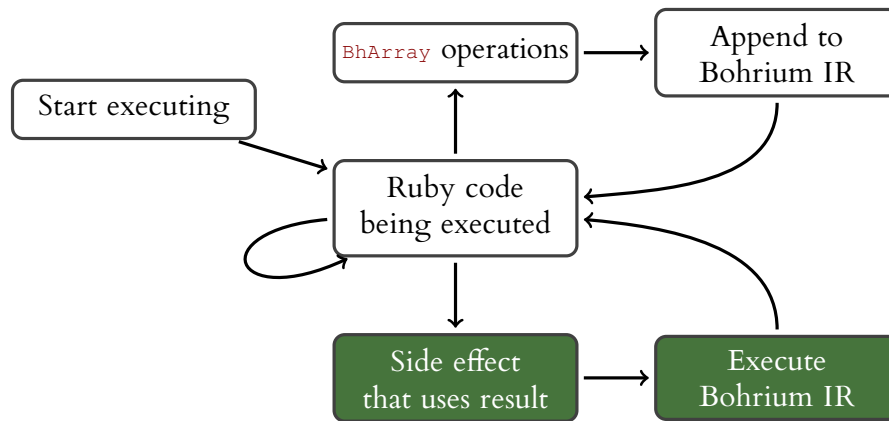 BhArray operations
Append to
Bohrium IR
Start executing
Ruby code
being executed
Side effect
that uses result
Execute
Bohrium IR